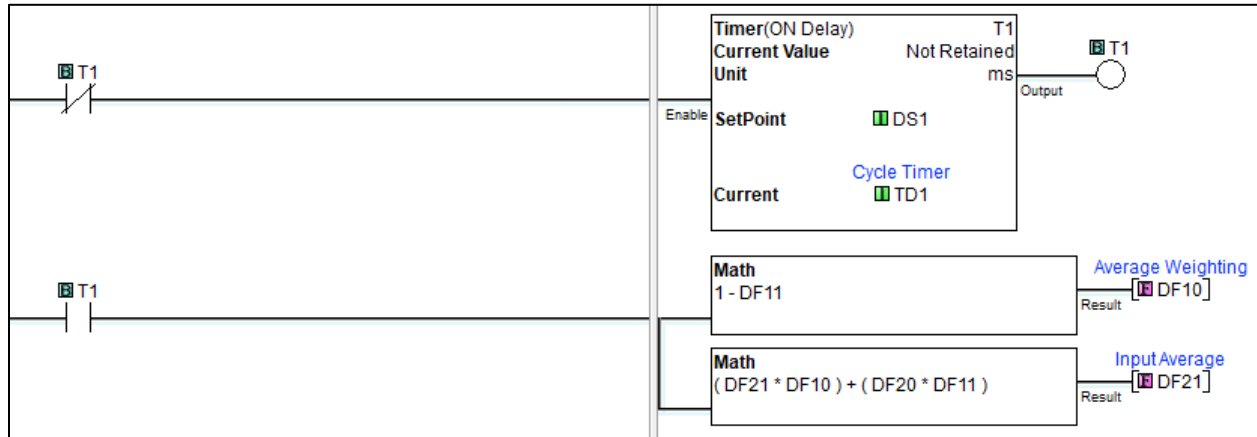 Timer(ON Delay) T1
Current Value Not Retained
Unit ms
B T1
Output
B T1
Enable
SetPoint I DS1
Cycle Timer
Current I TD1
Math
1 - DF11
Average Weighting
F DF10
Result
B T1
Math
( DF21 * DF10 ) + ( DF20 * DF11 )
Input Average
F DF21
Result